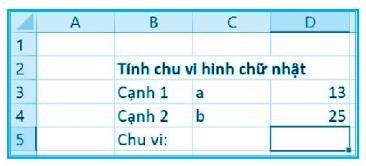 A B C D
1
2 Tính chu vi hình chữ nhật
3 Cạnh 1 a 13
4 Cạnh 2 b 25
5 Chu vi: